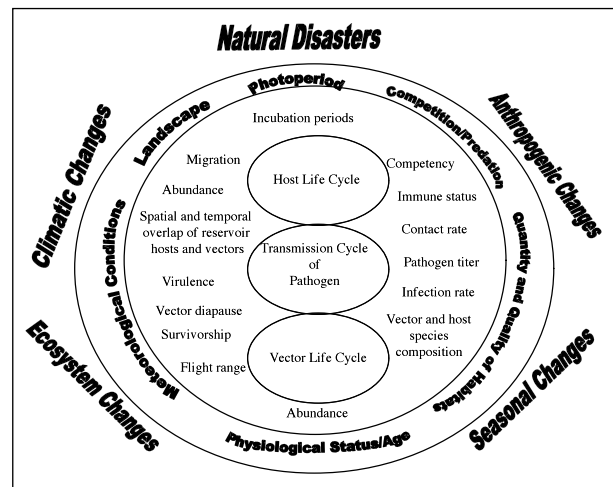 Natural Disasters
Climatic Changes
Anthropogenic Changes
Ecosystem Changes
Seasonal Changes
Photoperiod
Landscape
Competition/Predation
Meteorological Conditions
Quantity and Quality of Habitats
Physiological Status/Age
Incubation periods
Migration
Abundance
Spatial and temporal
overlap of reservoir
hosts and vectors
Virulence
Vector diapause
Survivorship
Flight range
Host Life Cycle
Transmission Cycle
of
Pathogen
Vector Life Cycle
Competency
Immune status
Contact rate
Pathogen titer
Infection rate
Vector and host
species
composition
Abundance